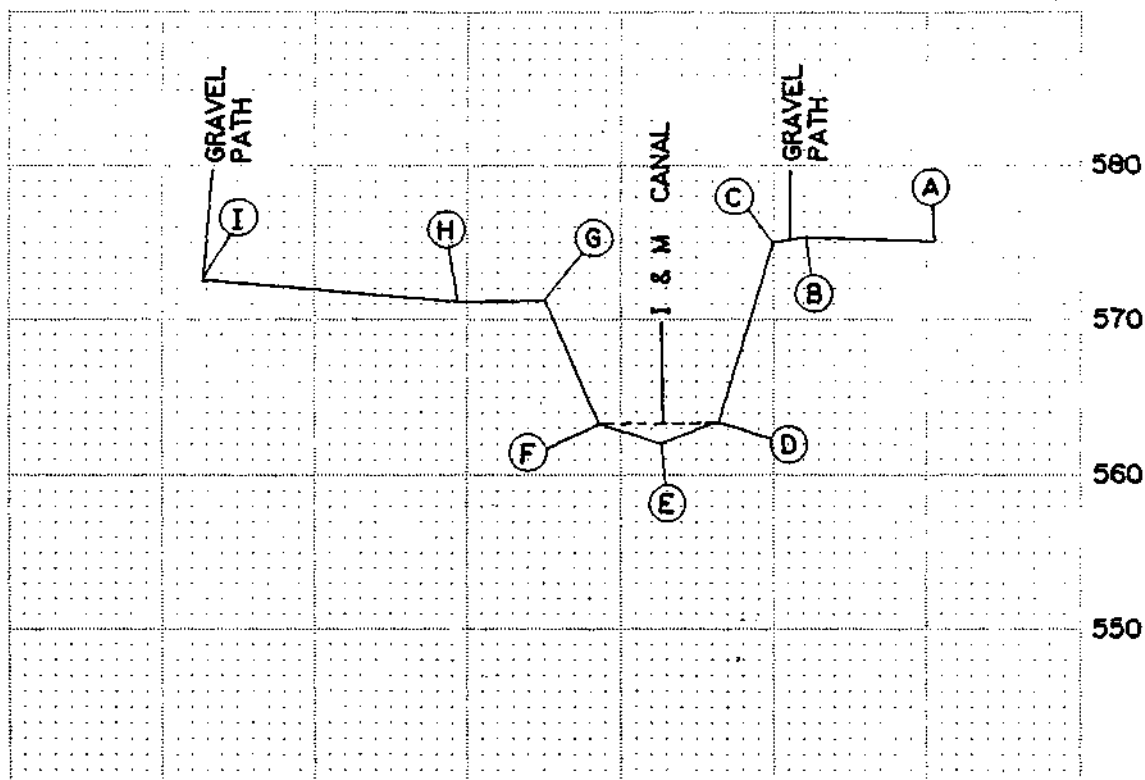 GRAVEL
PATH
I & M CANAL
GRAVEL
PATH
580
A
C
I
H
G
B
570
F
D
560
E
550